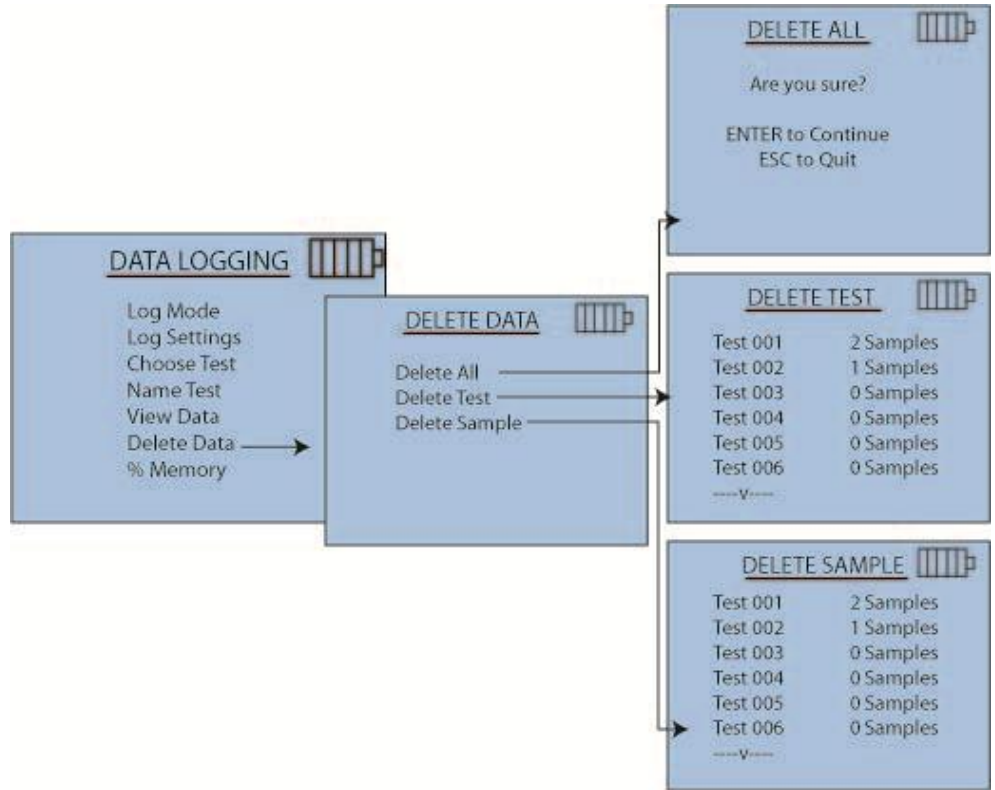 DATA LOGGING
Log Mode
Log Settings
Choose Test
Name Test
View Data
Delete Data
% Memory
DELETE DATA
Delete All
Delete Test
Delete Sample
DELETE ALL
Are you sure?
ENTER to Continue
ESC to Quit
DELETE TEST
Test 001 2 Samples
Test 002 1 Samples
Test 003 0 Samples
Test 004 0 Samples
Test 005 0 Samples
Test 006 0 Samples
----v----
DELETE SAMPLE
Test 001 2 Samples
Test 002 1 Samples
Test 003 0 Samples
Test 004 0 Samples
Test 005 0 Samples
Test 006 0 Samples
----v----